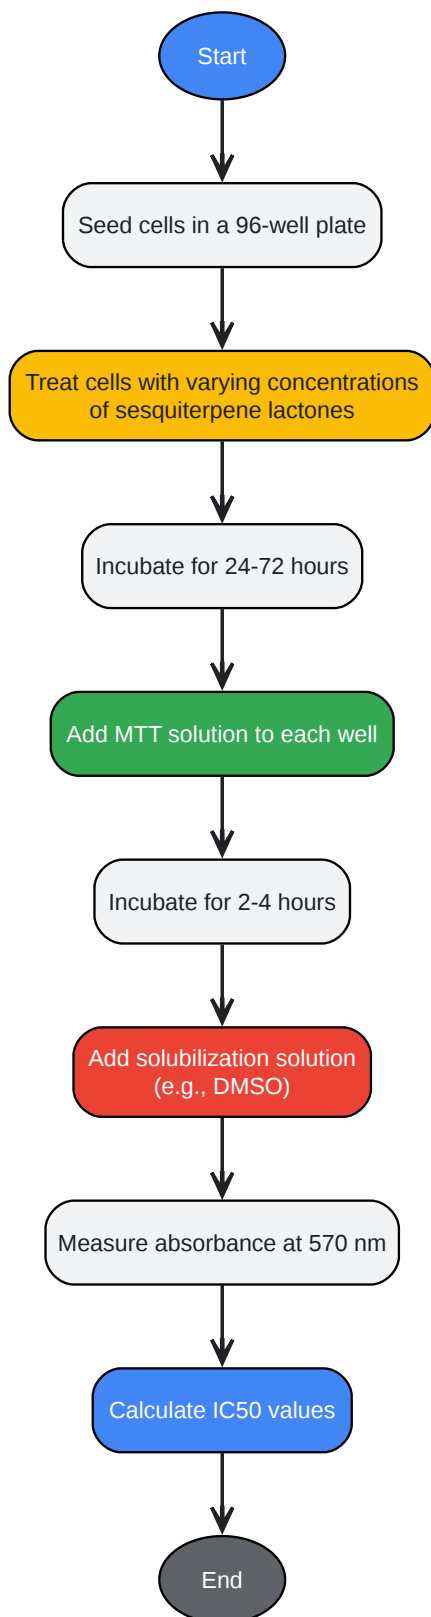 Start
Seed cells in a 96-well plate
Treat cells with varying concentrations
of sesquiterpene lactones
Incubate for 24-72 hours
Add MTT solution to each well
Incubate for 2-4 hours
Add solubilization solution
(e.g., DMSO)
Measure absorbance at 570 nm
Calculate IC50 values
End